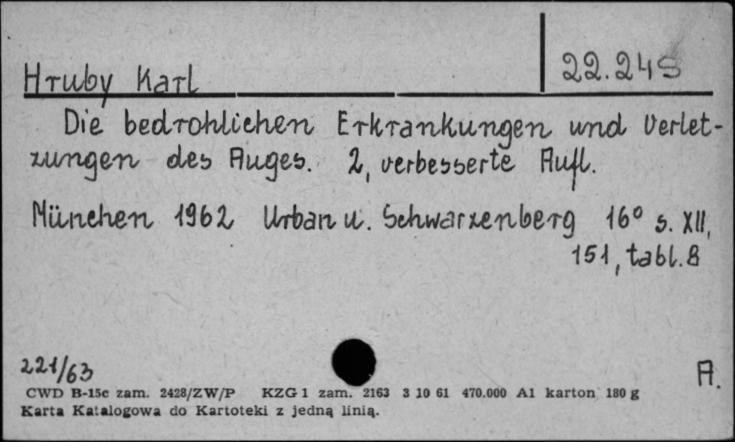 Hruby Karl
22.249
Die bedrohlichen Erkrankungen und Verlet-
zungen des Auges. 2, verbesserte Aufl.
München 1962 Urban u. Schwarzenberg 16° s. XII,
151, tabl. 8
221/63
A.
CWD B-15c zam. 2428/ZW/P KZG 1 zam. 2163 3 10 61 470.000 A1 karton 180 g
Karta Katalogowa do Kartoteki z jedną linią.